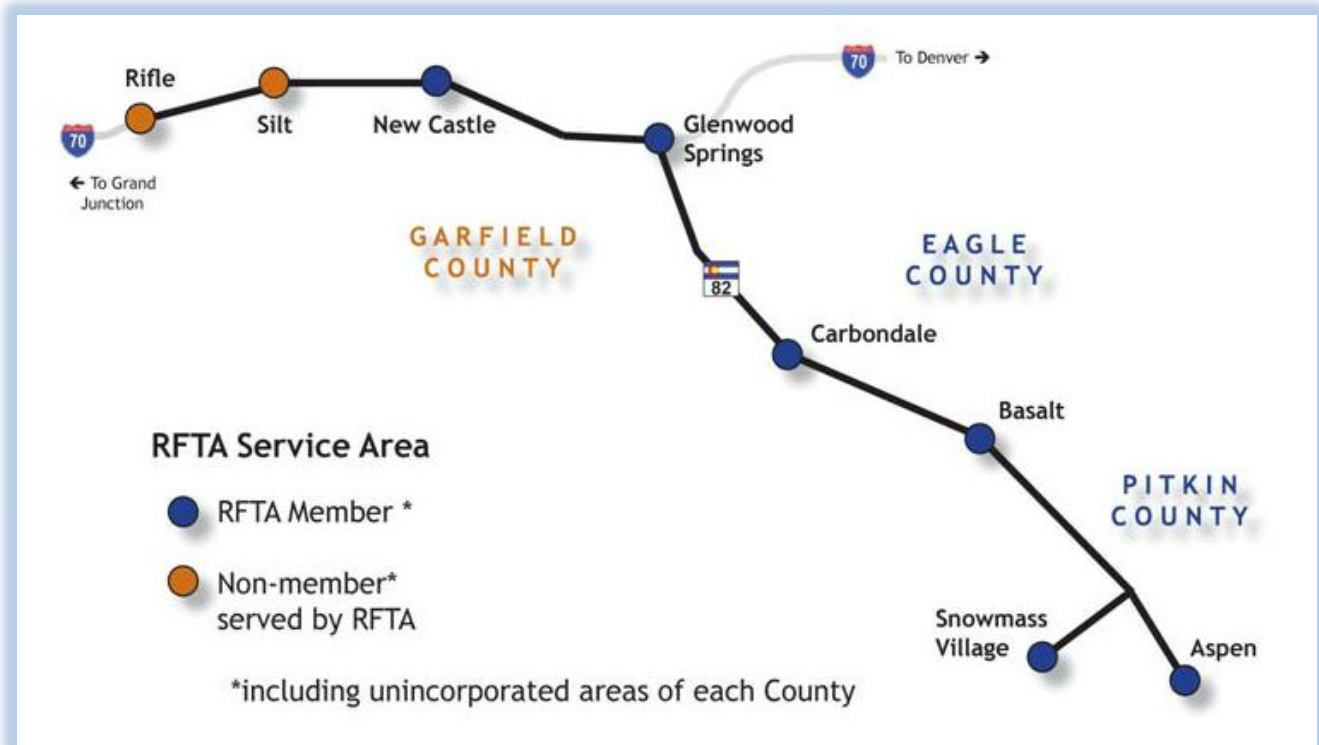 70
To Denver →
Rifle
Silt
New Castle
Glenwood
Springs
70
← To Grand
Junction
GARFIELD
COUNTY
EAGLE
COUNTY
82
Carbondale
Basalt
RFTA Service Area
RFTA Member *
Non-member*
served by RFTA
PITKIN
COUNTY
Snowmass
Village
Aspen
*including unincorporated areas of each County